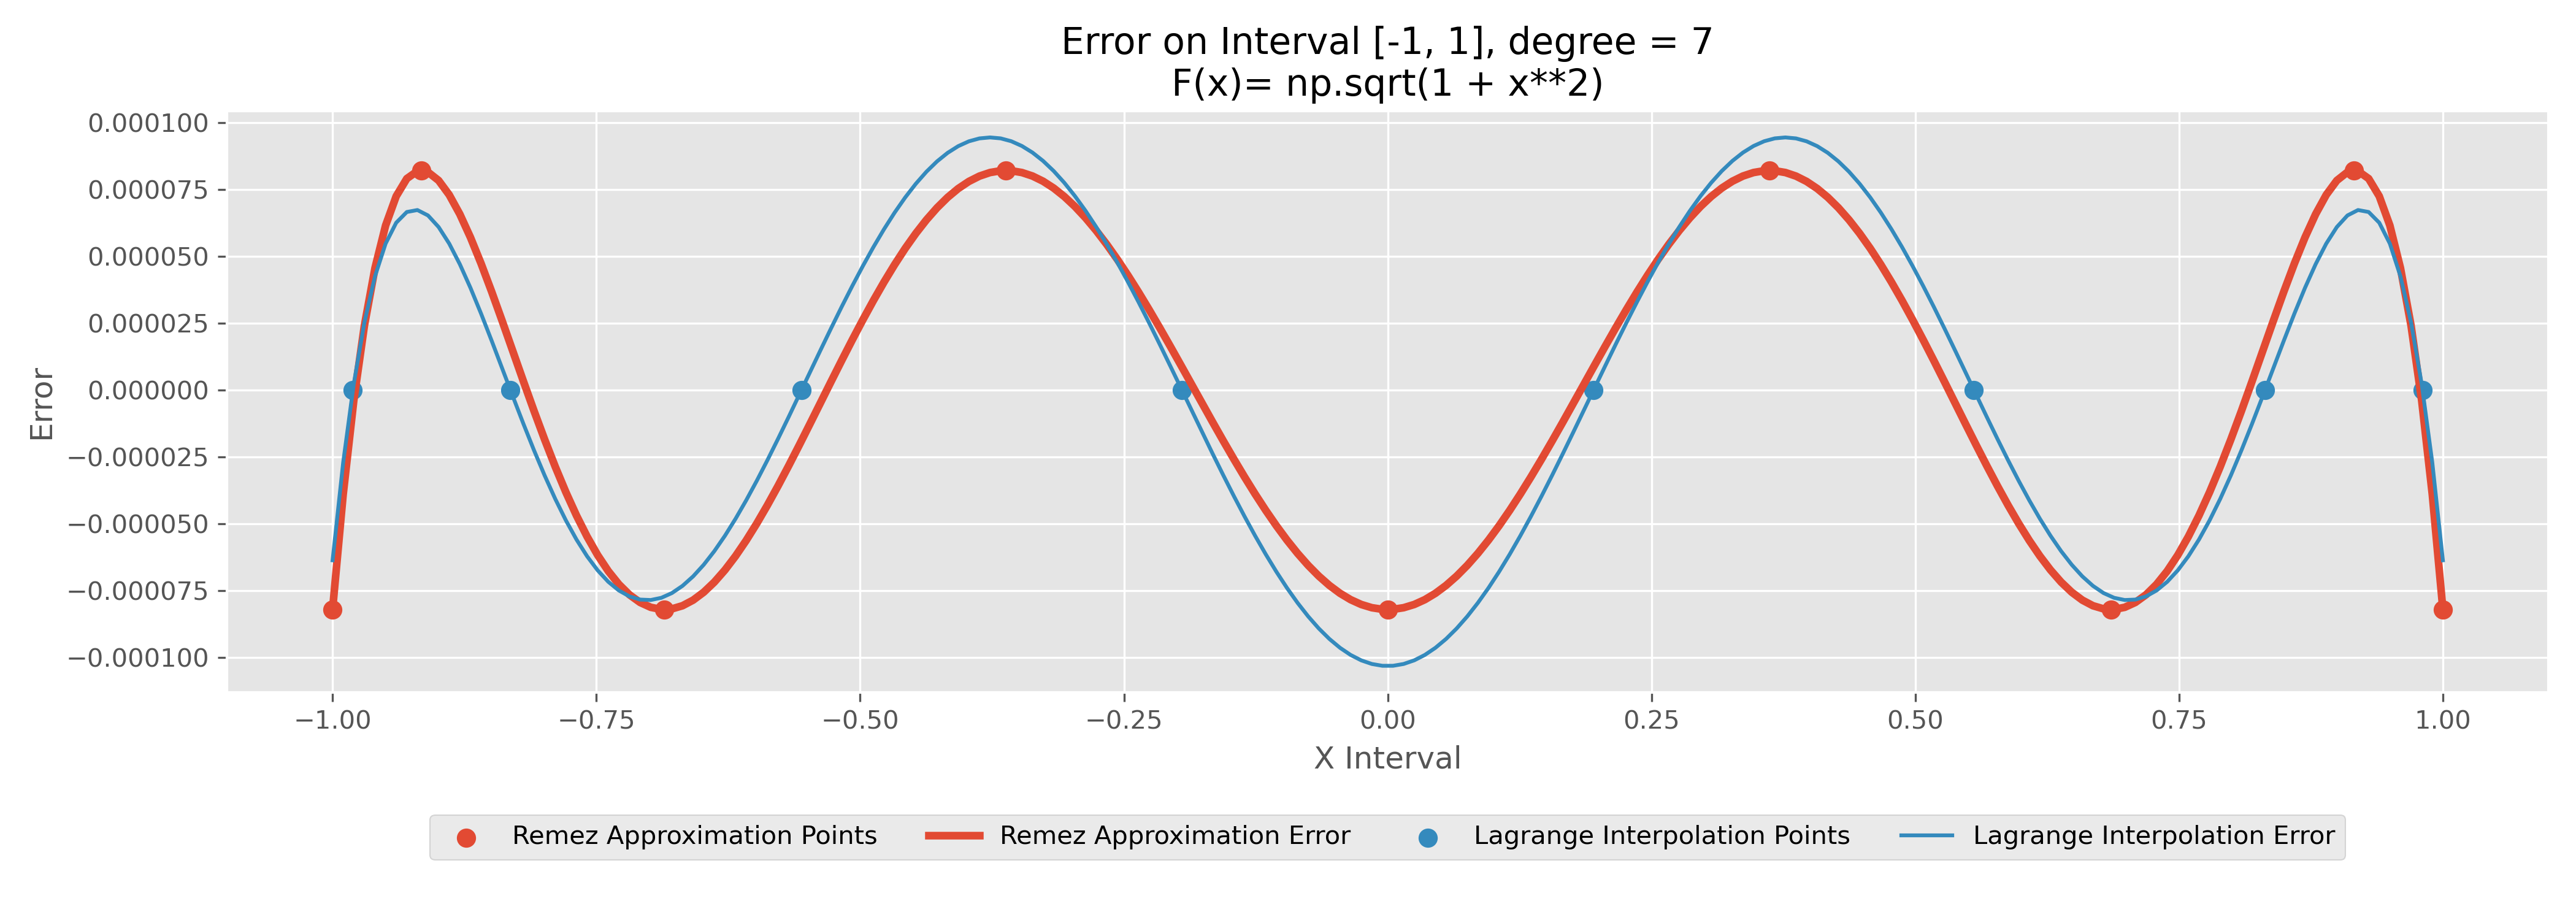 Error on Interval [-1, 1], degree = 7
F(x)= np.sqrt(1 + x**2)
0.000100
0.000075
0.000050
0.000025
0.000000
−0.000025
−0.000050
−0.000075
−0.000100
Error
−1.00 −0.75 −0.50 −0.25 0.00 0.25 0.50 0.75 1.00
X Interval
Remez Approximation Points Remez Approximation Error Lagrange Interpolation Points Lagrange Interpolation Error